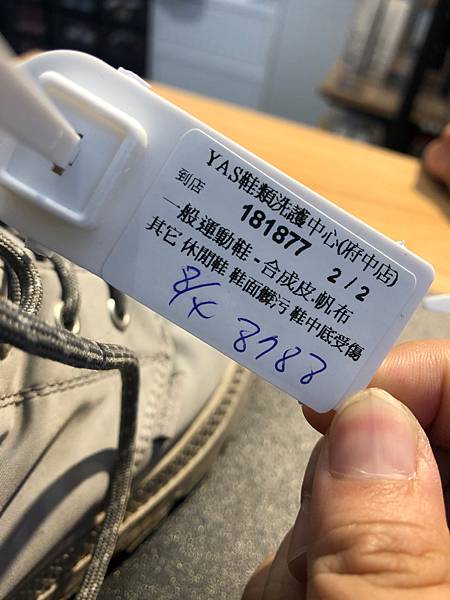 YAS鞋類洗護中心(府中店)
到店 181877 2/2
一般運動鞋-合成皮.帆布
其它 休閒鞋 鞋面髒污 鞋中底受傷
8788